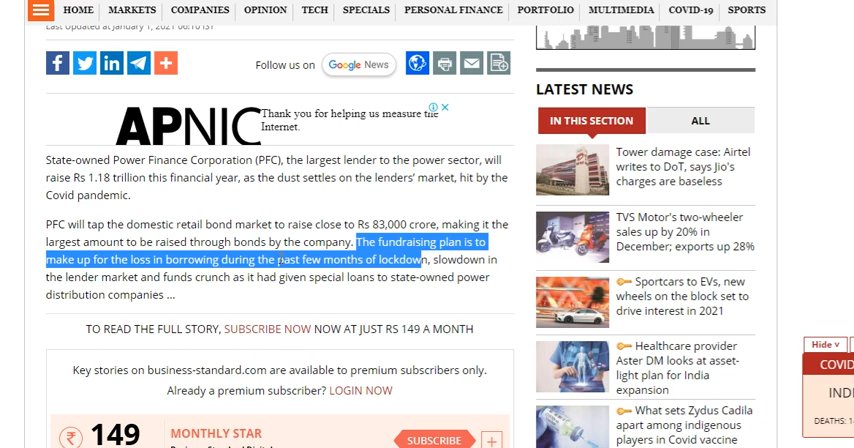 HOME MARKETS COMPANIES OPINION TECH SPECIALS PERSONAL FINANCE PORTFOLIO MULTIMEDIA COVID-19 SPORTS
Last Updated at January 1, 2021 06:10 IST
Follow us on Google News
APNIC
Thank you for helping us measure the
Internet.
State-owned Power Finance Corporation (PFC), the largest lender to the power sector, will
raise Rs 1.18 trillion this financial year, as the dust settles on the lenders' market, hit by the
Covid pandemic.
PFC will tap the domestic retail bond market to raise close to Rs 83,000 crore, making it the
largest amount to be raised through bonds by the company. The fundraising plan is to
make up for the loss in borrowing during the past few months of lockdown, slowdown in
the lender market and funds crunch as it had given special loans to state-owned power
distribution companies ...
TO READ THE FULL STORY, SUBSCRIBE NOW NOW AT JUST RS 149 A MONTH
Key stories on business-standard.com are available to premium subscribers only.
Already a premium subscriber? LOGIN NOW
₹ 149
MONTHLY STAR
SUBSCRIBE +
LATEST NEWS
IN THIS SECTION ALL
Tower damage case: Airtel
writes to DoT, says Jio's
charges are baseless
TVS Motor's two-wheeler
sales up by 20% in
December; exports up 28%
Sportcars to EVs, new
wheels on the block set to
drive interest in 2021
Healthcare provider
Aster DM looks at asset-
light plan for India
expansion
What sets Zydus Cadila
apart among indigenous
players in Covid vaccine
Hide
COVID
INDI
DEATHS: 1